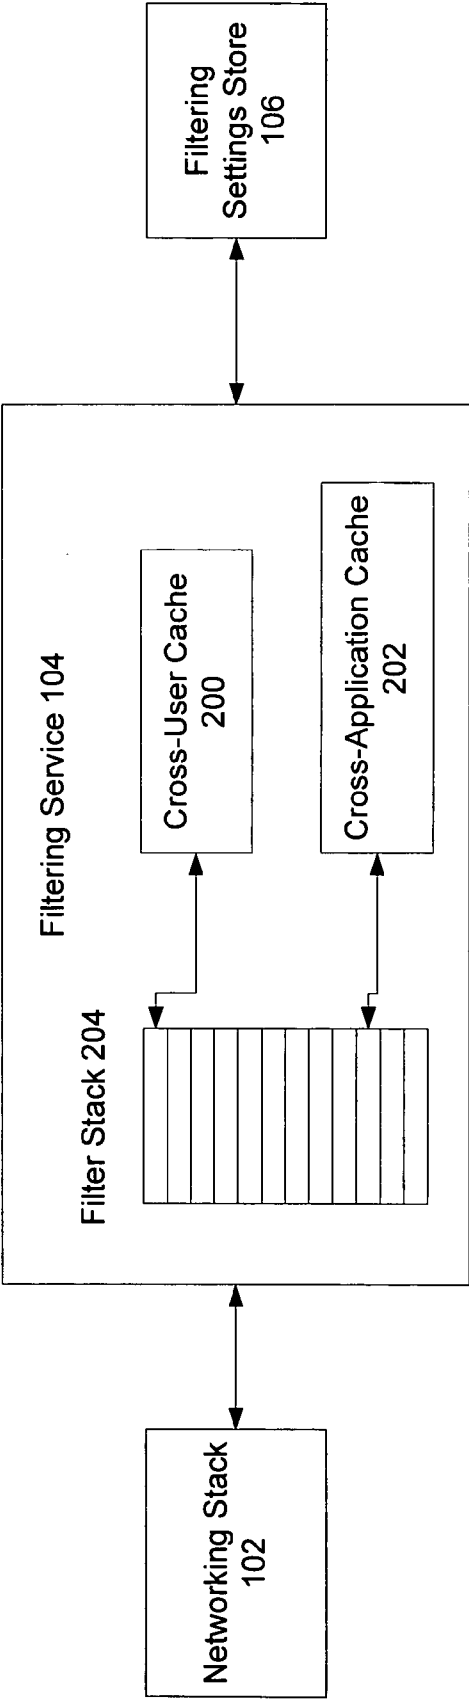 Networking Stack
102
Filtering Service 104
Filter Stack 204
Cross-User Cache
200
Cross-Application Cache
202
Filtering
Settings Store
106